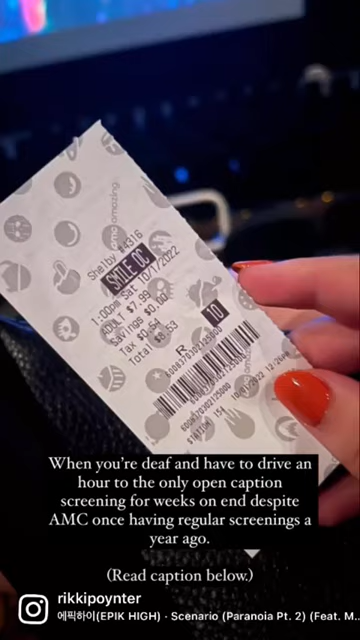 amc amazing.
Shelby #4316
SMILE OC
1:00pm Sat 10/1/2022
ADULT $7.99
Savings $0.00
Tax $0.54
Total $8.53
R
10
When you're deaf and have to drive an
hour to the only open caption
screening for weeks on end despite
AMC once having regular screenings a
year ago.
(Read caption below.)
rikkipoynter
에픽하이(EPIK HIGH) · Scenario (Paranoia Pt. 2) (Feat. M..